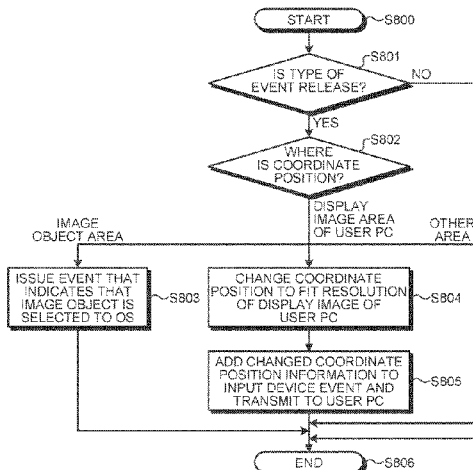 START
S800
S801
IS TYPE OF
EVENT RELEASE?
NO
YES
S802
WHERE
IS COORDINATE
POSITION?
IMAGE
OBJECT AREA
DISPLAY
IMAGE AREA
OF USER PC
OTHER
AREA
ISSUE EVENT THAT
INDICATES THAT
IMAGE OBJECT IS
SELECTED TO OS
S803
CHANGE COORDINATE
POSITION TO FIT RESOLUTION
OF DISPLAY IMAGE OF
USER PC
S804
ADD CHANGED COORDINATE
POSITION INFORMATION TO
INPUT DEVICE EVENT AND
TRANSMIT TO USER PC
S805
END
S806